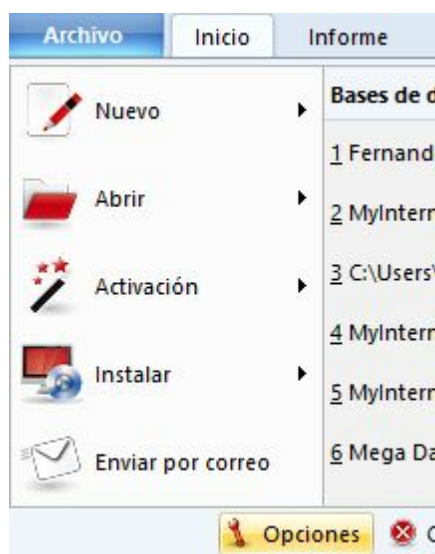 Archivo Inicio Informe
Nuevo
Abrir
Activación
Instalar
Enviar por correo
Bases de
1 Fernand
2 MyIntern
3 C:\Users\
4 MyIntern
5 MyIntern
6 Mega Da
Opciones